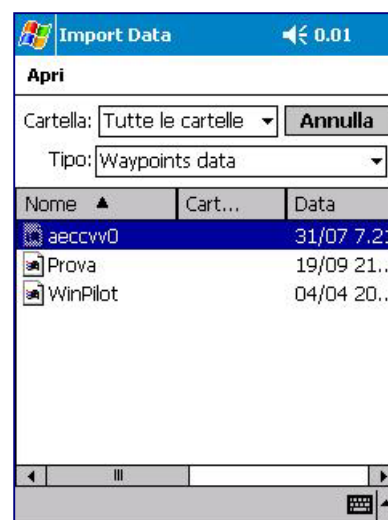 Import Data 0.01
Apri
Cartella: Tutte le cartelle Annulla
Tipo: Waypoints data
Nome Cart... Data
aeccvv0 31/07 7.21
Prova 19/09 21..
WinPilot 04/04 20..